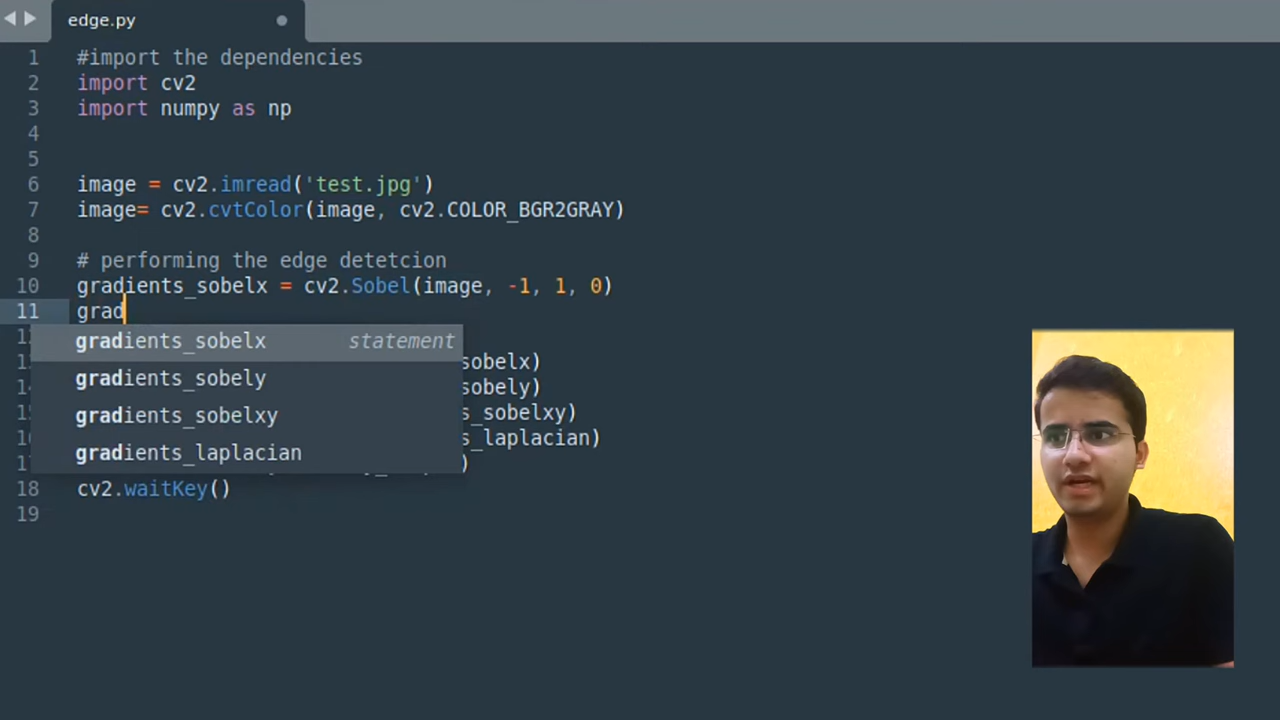 edge.py
1 #import the dependencies
2 import cv2
3 import numpy as np
4
5
6 image = cv2.imread('test.jpg')
7 image= cv2.cvtColor(image, cv2.COLOR_BGR2GRAY)
8
9 # performing the edge detetcion
10 gradients_sobelx = cv2.Sobel(image, -1, 1, 0)
11 grad
gradients_sobelx statement
sobelx)
gradients_sobely
sobely)
gradients_sobelxy
s_sobelxy)
s_laplacian)
gradients_laplacian
)
18 cv2.waitKey()
19